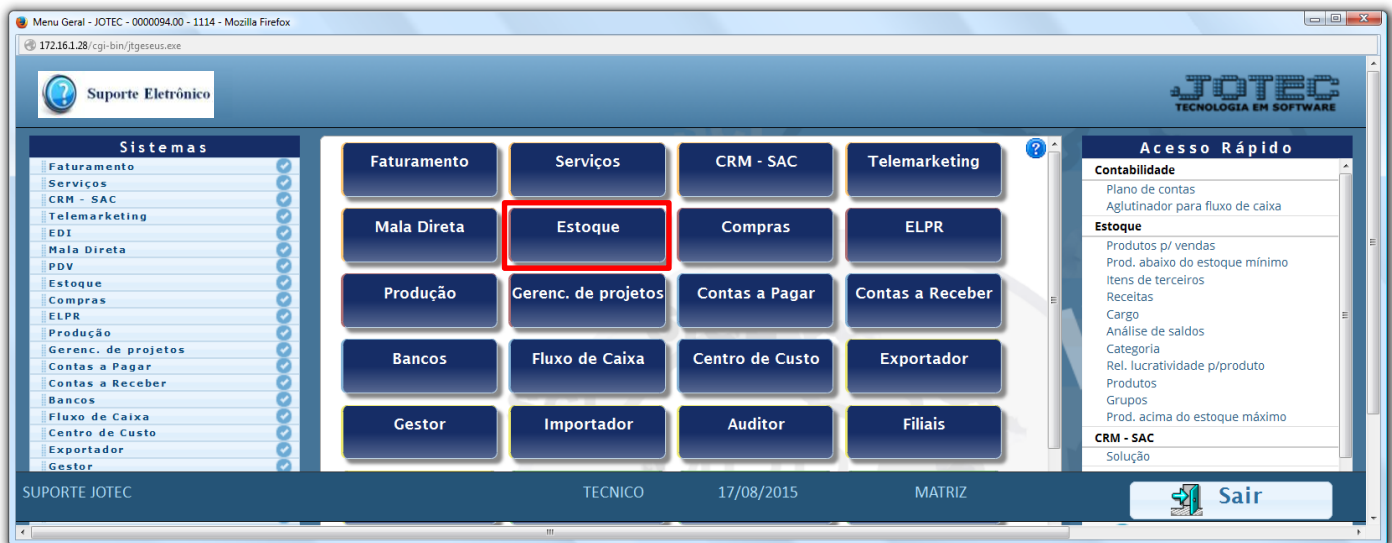 Menu Geral - JOTEC - 0000094.00 - 1114 - Mozilla Firefox
172.16.1.28/cgi-bin/jtgeseus.exe
Suporte Eletrônico
JOTEC
TECNOLOGIA EM SOFTWARE
Sistemas
Faturamento
Serviços
CRM - SAC
Telemarketing
EDI
Mala Direta
PDV
Estoque
Compras
ELPR
Produção
Gerenc. de projetos
Contas a Pagar
Contas a Receber
Bancos
Fluxo de Caixa
Centro de Custo
Exportador
Gestor
Faturamento Serviços CRM - SAC Telemarketing
Mala Direta Estoque Compras ELPR
Produção Gerenc. de projetos Contas a Pagar Contas a Receber
Bancos Fluxo de Caixa Centro de Custo Exportador
Gestor Importador Auditor Filiais
Acesso Rápido
Contabilidade
Plano de contas
Aglutinador para fluxo de caixa
Estoque
Produtos p/ vendas
Prod. abaixo do estoque mínimo
Itens de terceiros
Receitas
Cargo
Análise de saldos
Categoria
Rel. lucratividade p/produto
Produtos
Grupos
Prod. acima do estoque máximo
CRM - SAC
Solução
SUPORTE JOTEC TECNICO 17/08/2015 MATRIZ Sair